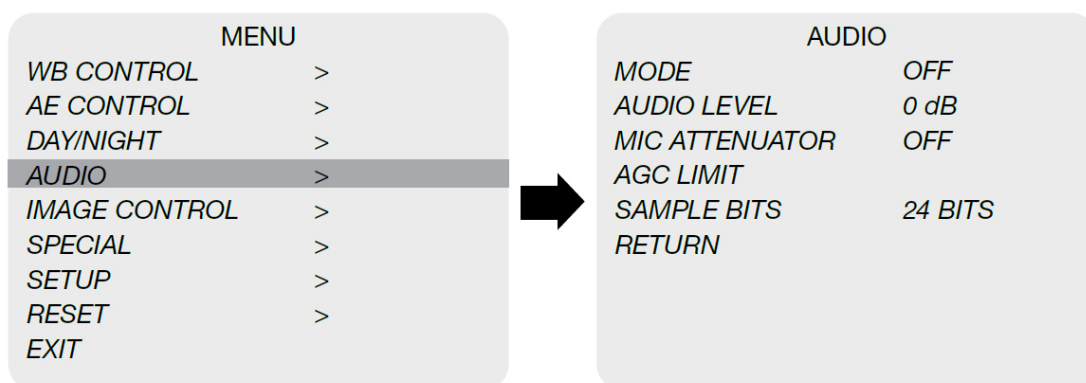 MENU
WB CONTROL >
AE CONTROL >
DAY/NIGHT >
AUDIO >
IMAGE CONTROL >
SPECIAL >
SETUP >
RESET >
EXIT
AUDIO
MODE OFF
AUDIO LEVEL 0 dB
MIC ATTENUATOR OFF
AGC LIMIT
SAMPLE BITS 24 BITS
RETURN